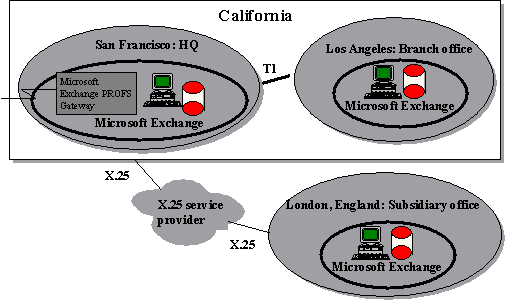 California
San Francisco: HQ
Los Angeles: Branch office
T1
Microsoft
Exchange PROFS
Gateway
Microsoft Exchange
Microsoft Exchange
X.25
X.25 service
provider
X.25
London, England: Subsidiary office
Microsoft Exchange